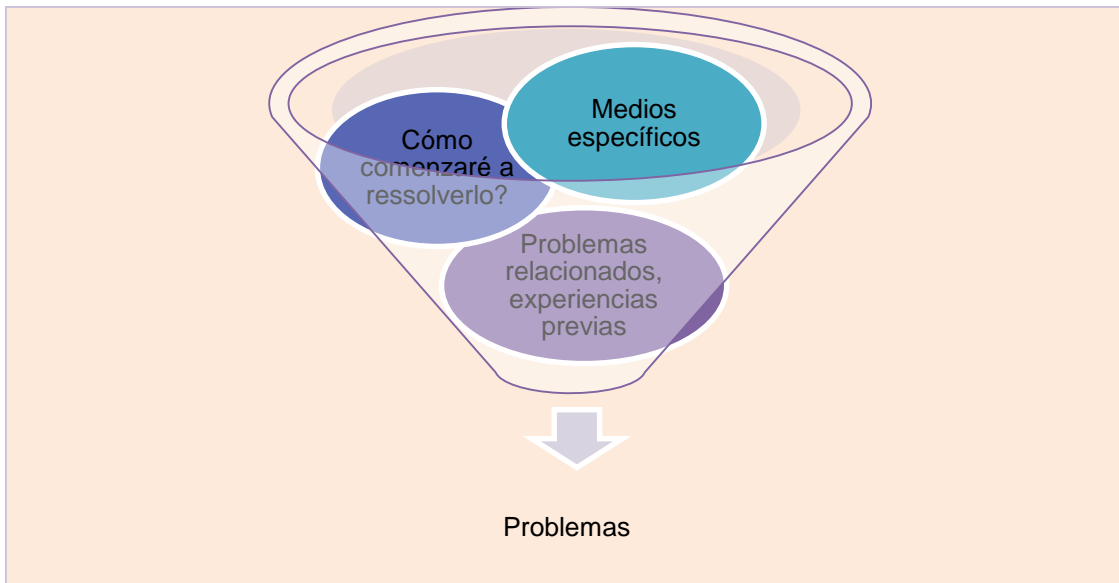 Medios
específicos
Cómo
comenzaré a
ressolverlo?
Problemas
relacionados,
experiencias
previas
Problemas